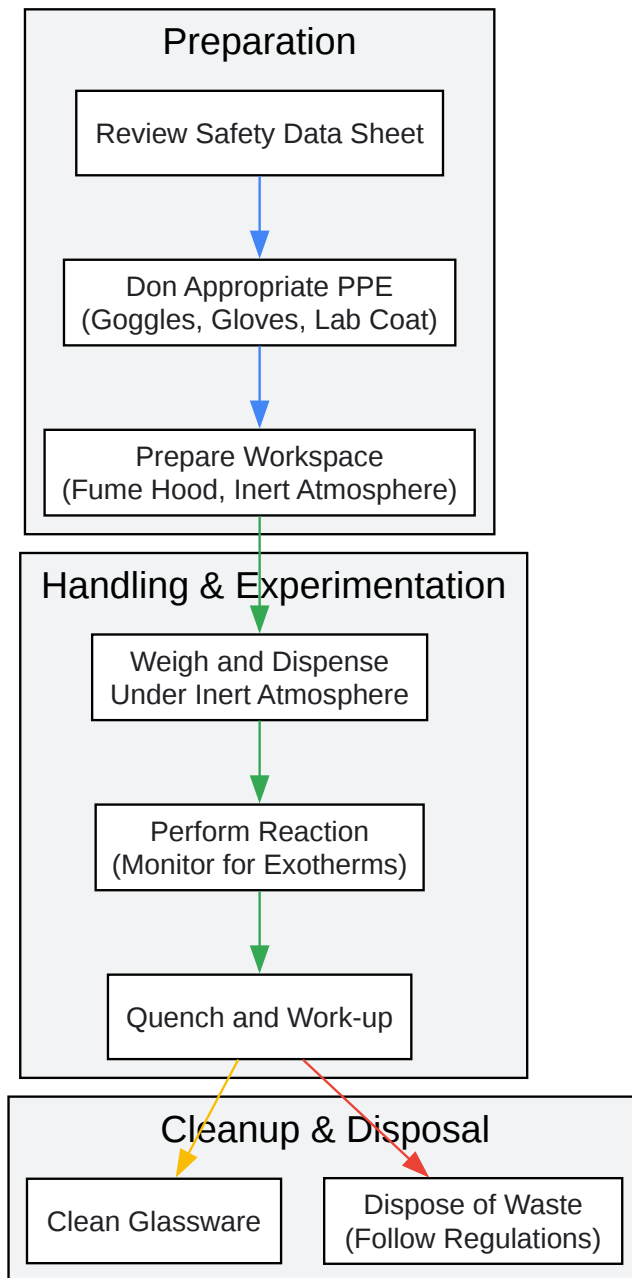 Preparation
Review Safety Data Sheet
Don Appropriate PPE
(Goggles, Gloves, Lab Coat)
Prepare Workspace
(Fume Hood, Inert Atmosphere)
Handling & Experimentation
Weigh and Dispense
Under Inert Atmosphere
Perform Reaction
(Monitor for Exotherms)
Quench and Work-up
Cleanup & Disposal
Clean Glassware
Dispose of Waste
(Follow Regulations)